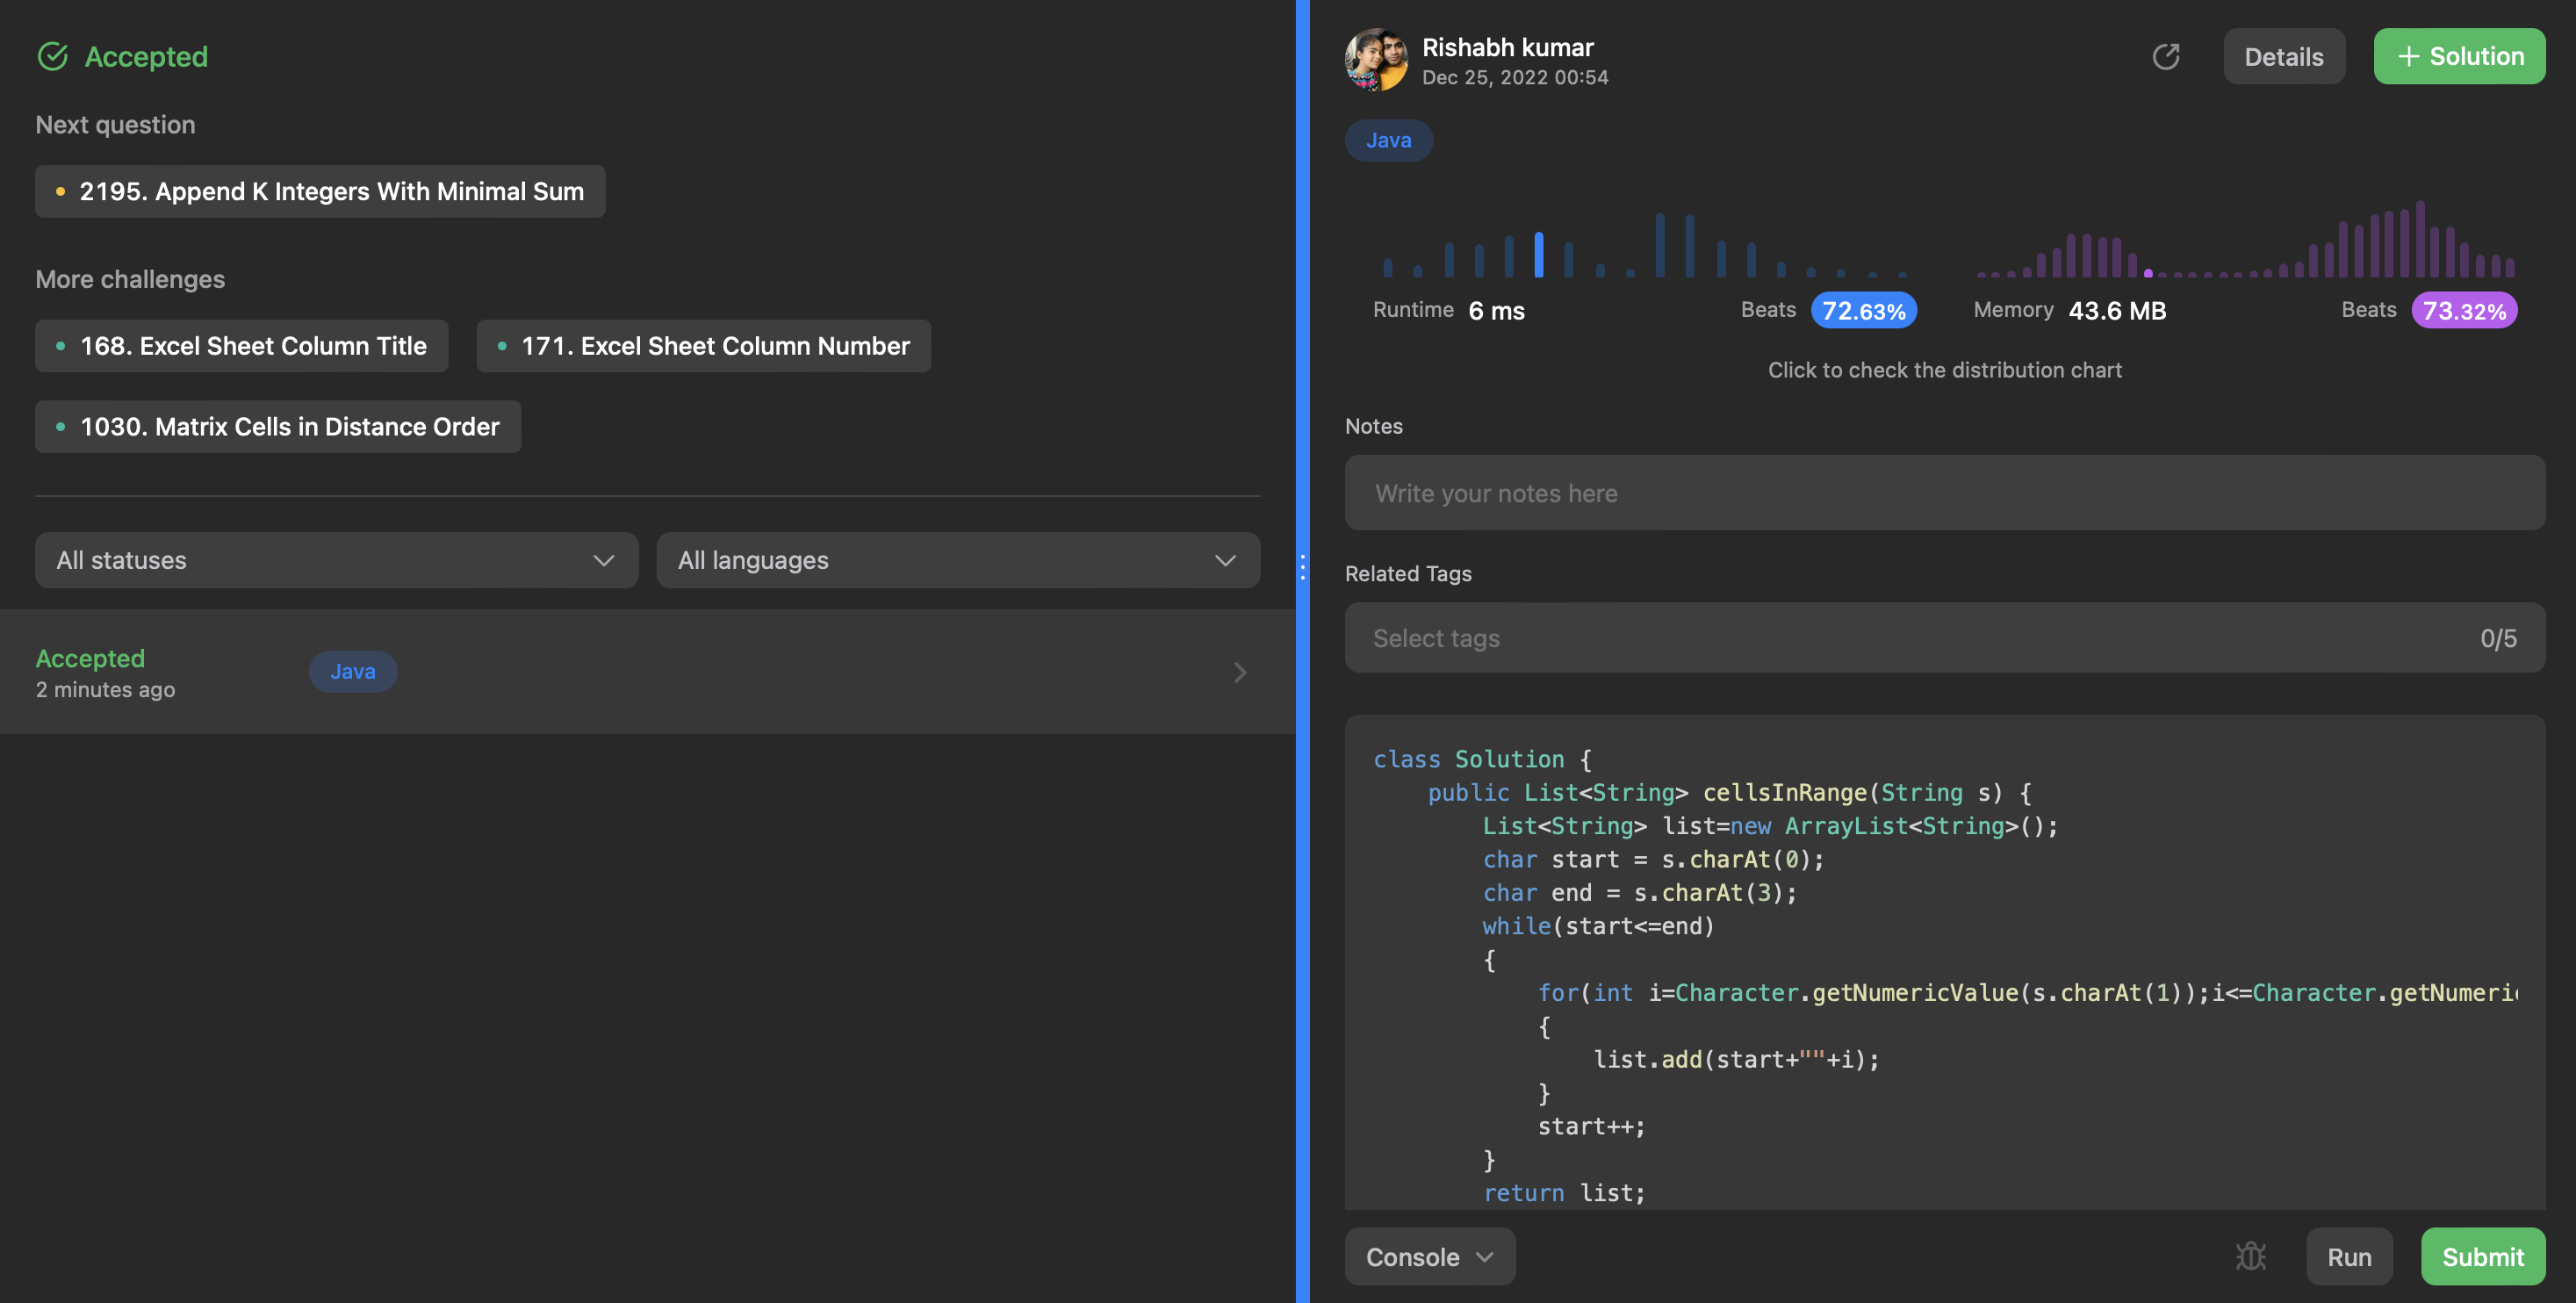 Accepted
Next question
2195. Append K Integers With Minimal Sum
More challenges
168. Excel Sheet Column Title
171. Excel Sheet Column Number
1030. Matrix Cells in Distance Order
All statuses
All languages
Accepted
2 minutes ago
Java
Rishabh kumar
Dec 25, 2022 00:54
Details
+ Solution
Java
Runtime 6 ms
Beats 72.63%
Memory 43.6 MB
Beats 73.32%
Click to check the distribution chart
Notes
Write your notes here
Related Tags
Select tags
0/5
class Solution {
    public List<String> cellsInRange(String s) {
        List<String> list=new ArrayList<String>();
        char start = s.charAt(0);
        char end = s.charAt(3);
        while(start<=end)
        {
            for(int i=Character.getNumericValue(s.charAt(1));i<=Character.getNumeric
            {
                list.add(start+""+i);
            }
            start++;
        }
        return list;
Console
Run
Submit